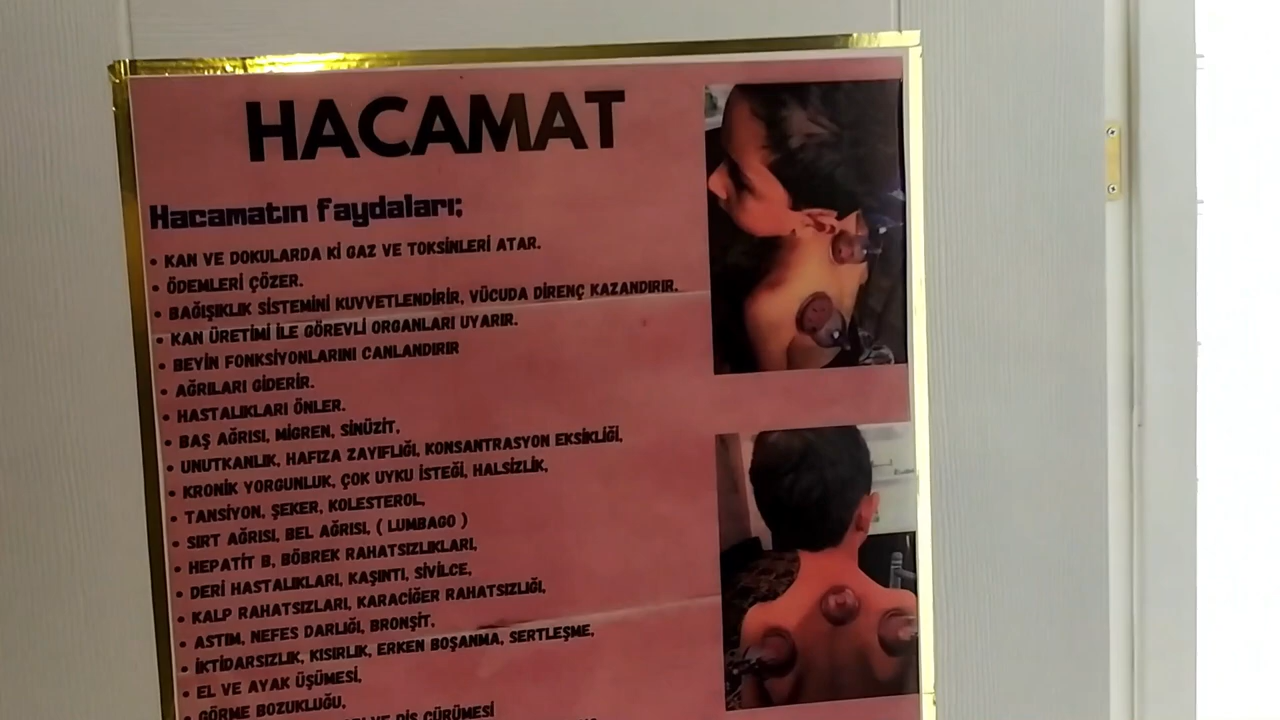 HACAMAT
Hacamatın faydaları;
• KAN VE DOKULARDA Kİ GAZ VE TOKSİNLERİ ATAR.
• ÖDEMLERİ ÇÖZER.
• BAĞIŞIKLIK SİSTEMİNİ KUVVETLENDİRİR, VÜCUDA DİRENÇ KAZANDIRIR.
• KAN ÜRETİMİ İLE GÖREVLİ ORGANLARI UYARIR.
• BEYİN FONKSİYONLARINI CANLANDIRIR
• AĞRILARI GİDERİR.
• HASTALIKLARI ÖNLER.
• BAŞ AĞRISI, MİGREN, SİNÜZİT,
• UNUTKANLIK, HAFIZA ZAYIFLIĞI, KONSANTRASYON EKSİKLİĞİ,
• KRONİK YORGUNLUK, ÇOK UYKU İSTEĞİ, HALSİZLİK,
• TANSİYON, ŞEKER, KOLESTEROL,
• SIRT AĞRISI, BEL AĞRISI, ( LUMBAGO )
• HEPATİT B, BÖBREK RAHATSIZLIKLARI,
• DERİ HASTALIKLARI, KAŞINTI, SİVİLCE,
• KALP RAHATSIZLARI, KARACİĞER RAHATSIZLIĞI,
• ASTIM, NEFES DARLIĞI, BRONŞİT,
• İKTİDARSIZLIK, KISIRLIK, ERKEN BOŞANMA, SERTLEŞME,
• EL VE AYAK ÜŞÜMESİ,
• GÖRME BOZUKLUĞU,
VE DİŞ ÇÜRÜMESİ